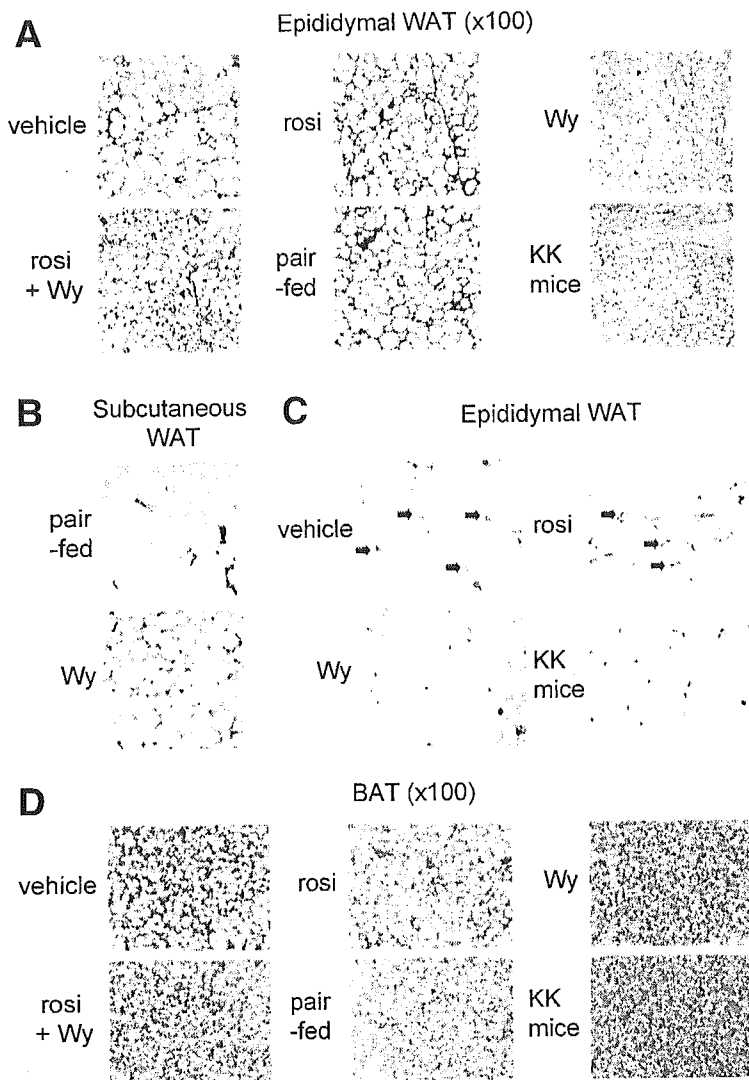 A
Epididymal WAT (x100)
vehicle
rosi
Wy
rosi
+ Wy
pair
-fed
KK
mice
B
Subcutaneous
WAT
pair
-fed
Wy
C
Epididymal WAT
vehicle
rosi
Wy
KK
mice
D
BAT (x100)
vehicle
rosi
Wy
rosi
+ Wy
pair
-fed
KK
mice